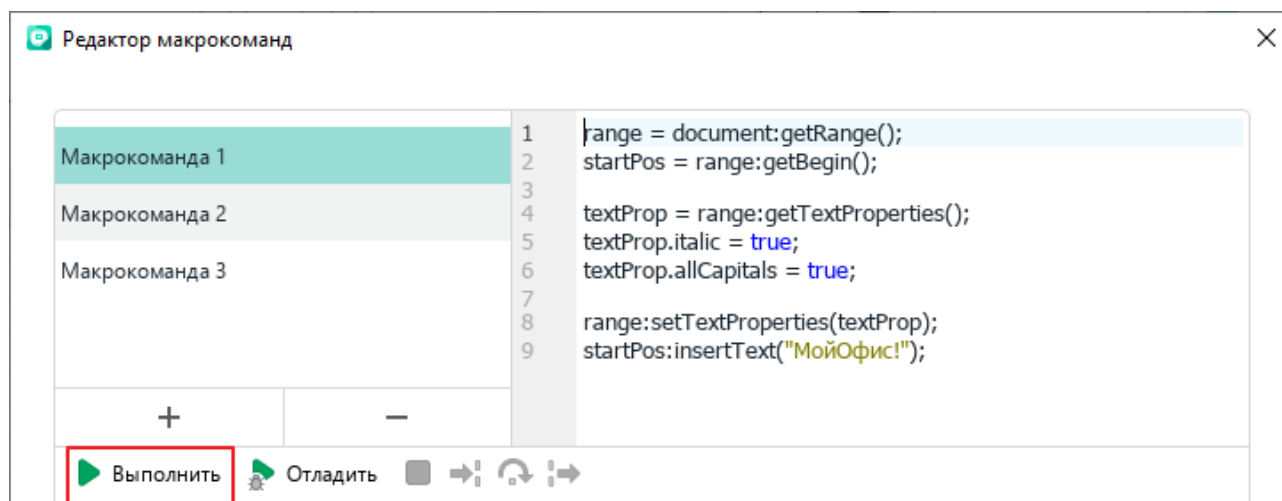 Редактор макрокоманд
Макрокоманда 1
Макрокоманда 2
Макрокоманда 3
+ −
1 range = document:getRange();
2 startPos = range:getBegin();
3
4 textProp = range:getTextProperties();
5 textProp.italic = true;
6 textProp.allCapitals = true;
7
8 range:setTextProperties(textProp);
9 startPos:insertText("МойОфис!");
Выполнить Отладить